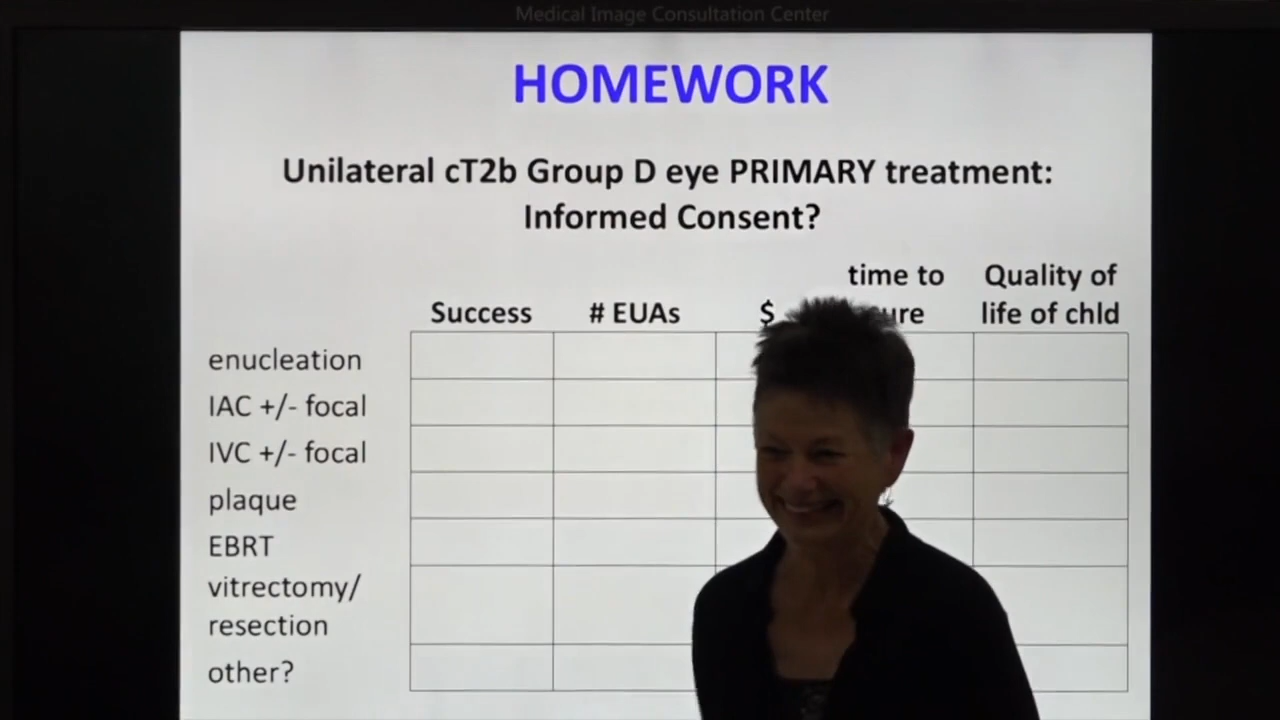 Medical Image Consultation Center
HOMEWORK
Unilateral cT2b Group D eye PRIMARY treatment:
Informed Consent?
time to
Quality of
Success
# EUAs
$
life of chld
enucleation
IAC +/- focal
IVC +/- focal
plaque
EBRT
vitrectomy/
resection
other?